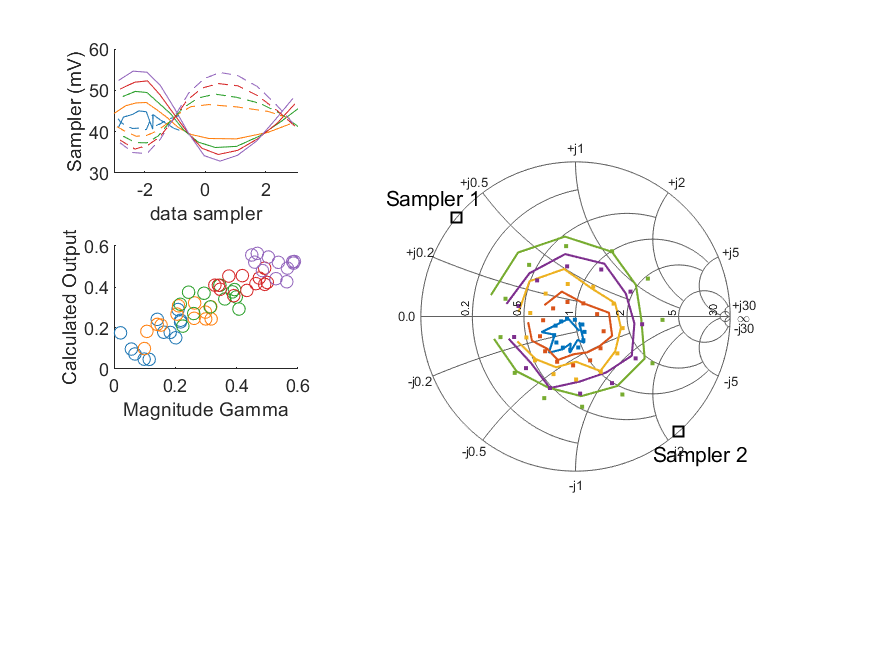 60
50
40
30
Sampler (mV)
-2
0
2
data sampler
0.6
0.4
0.2
0
Calculated Output
0
0.2
0.4
0.6
Magnitude Gamma
+j1
+j0.5
+j2
Sampler 1
+j0.2
+j5
0.0
0.2
0.5
1
2
5
30
+j30
∞
-j30
-j0.2
-j5
-j0.5
-j2
Sampler 2
-j1